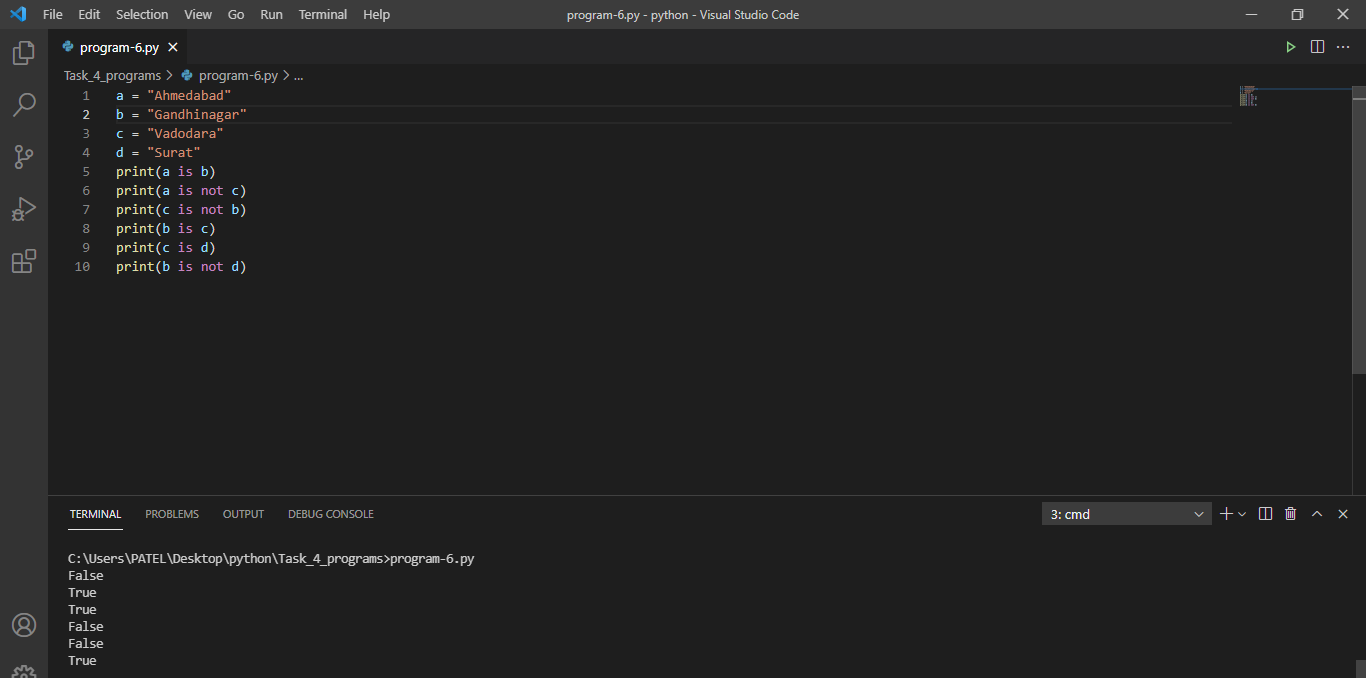 File Edit Selection View Go Run Terminal Help program-6.py - python - Visual Studio Code
program-6.py
Task_4_programs > program-6.py > ...
1 a = "Ahmedabad"
2 b = "Gandhinagar"
3 c = "Vadodara"
4 d = "Surat"
5 print(a is b)
6 print(a is not c)
7 print(c is not b)
8 print(b is c)
9 print(c is d)
10 print(b is not d)
TERMINAL PROBLEMS OUTPUT DEBUG CONSOLE 3: cmd
C:\Users\PATEL\Desktop\python\Task_4_programs>program-6.py
False
True
True
False
False
True